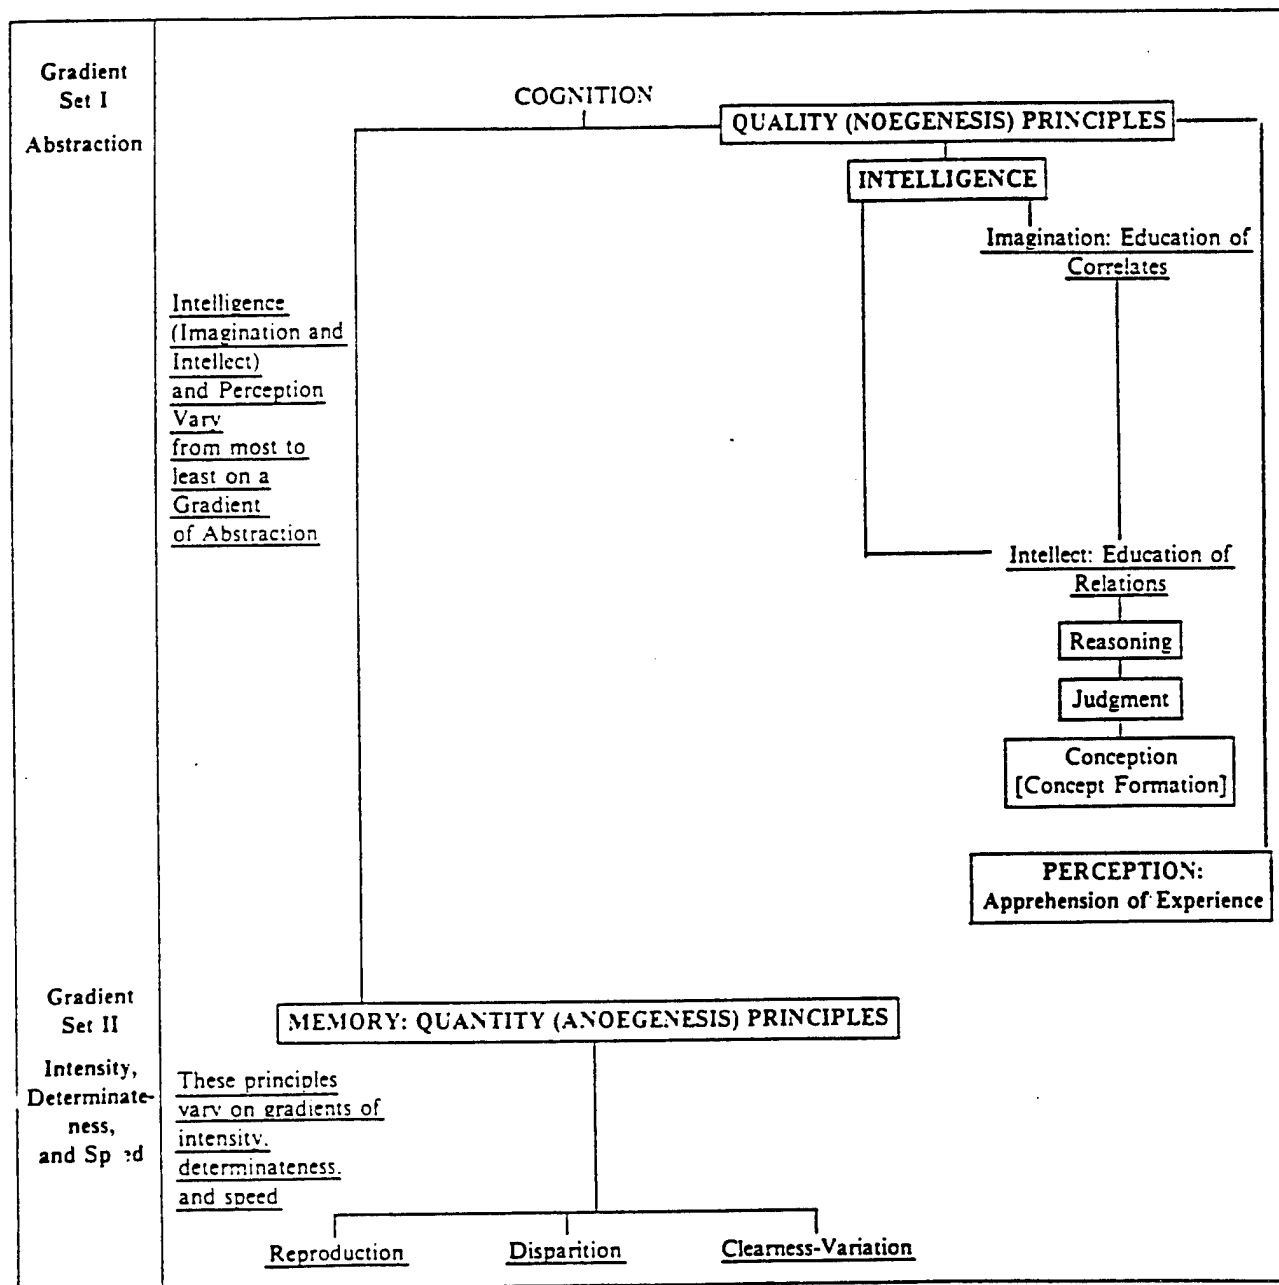 Gradient
Set I
Abstraction
COGNITION
QUALITY (NOEGENESIS) PRINCIPLES
INTELLIGENCE
Imagination: Education of
Correlates
Intelligence
(Imagination and
Intellect)
and Perception
Vary
from most to
least on a
Gradient
of Abstraction
Intellect: Education of
Relations
Reasoning
Judgment
Conception
[Concept Formation]
PERCEPTION:
Apprehension of Experience
Gradient
Set II
Intensity,
Determinate-
ness,
and Sp ed
MEMORY: QUANTITY (ANOEGENESIS) PRINCIPLES
These principles
vary on gradients of
intensity,
determinateness,
and speed
Reproduction
Disparition
Clearness-Variation